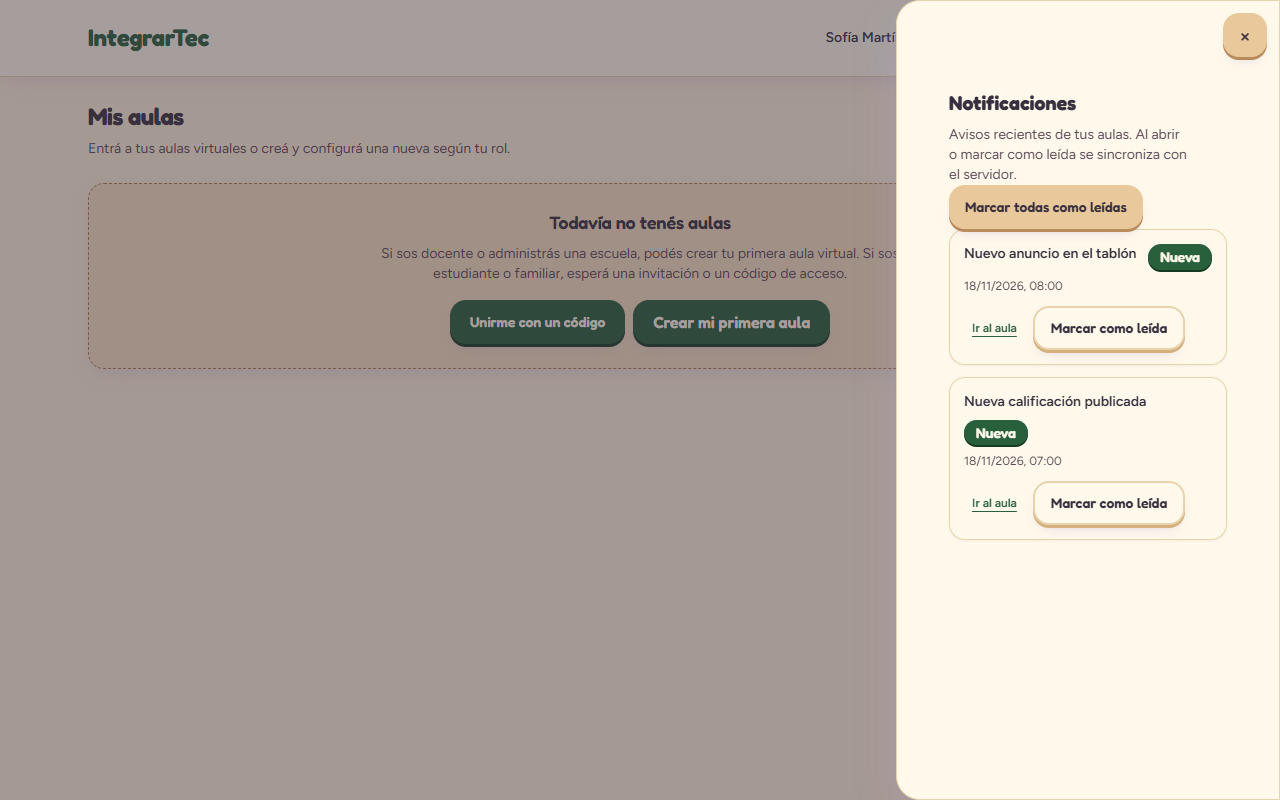 IntegrarTec
Sofía Martí
Mis aulas
Entrá a tus aulas virtuales o creá y configurá una nueva según tu rol.
Todavía no tenés aulas
Si sos docente o administrás una escuela, podés crear tu primera aula virtual. Si sos
estudiante o familiar, esperá una invitación o un código de acceso.
Unirme con un código
Crear mi primera aula
×
Notificaciones
Avisos recientes de tus aulas. Al abrir
o marcar como leída se sincroniza con
el servidor.
Marcar todas como leídas
Nuevo anuncio en el tablón
Nueva
18/11/2026, 08:00
Ir al aula
Marcar como leída
Nueva calificación publicada
Nueva
18/11/2026, 07:00
Ir al aula
Marcar como leída